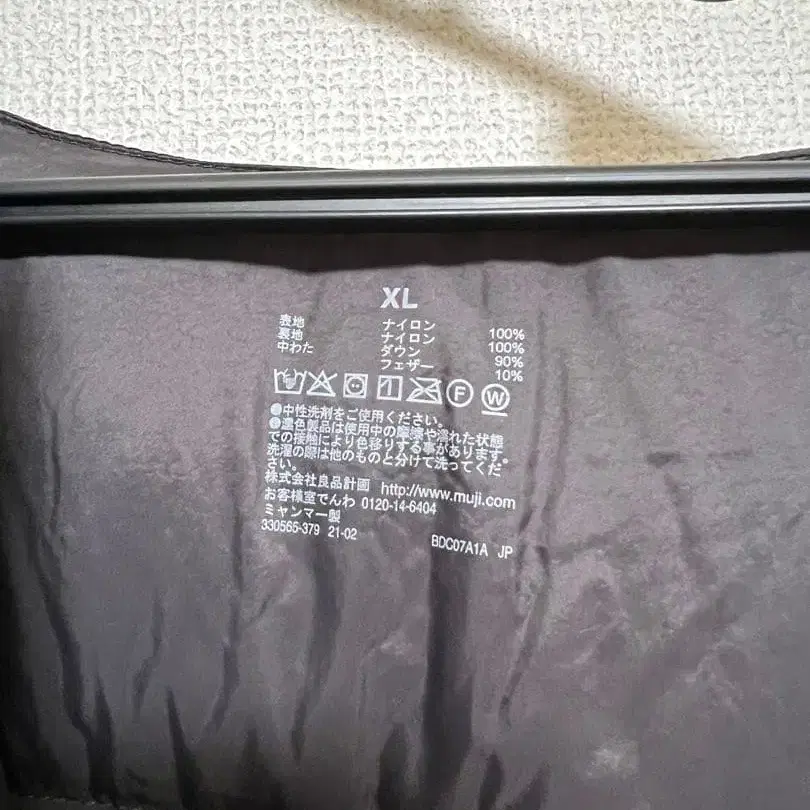 XL
表地 ナイロン 100%
裏地 ナイロン 100%
中わた ダウン 90%
フェザー 10%
F W
●中性洗剤をご使用ください。
●濃色製品は使用中の摩擦や濡れた状態
での接触により色移りする事があります。
洗濯の際は他のものと分けて洗ってくだ
さい。
株式会社良品計画 http://www.muji.com
お客様室でんわ 0120-14-6404
ミャンマー製
330566-379 21-02 BDC07A1A JP